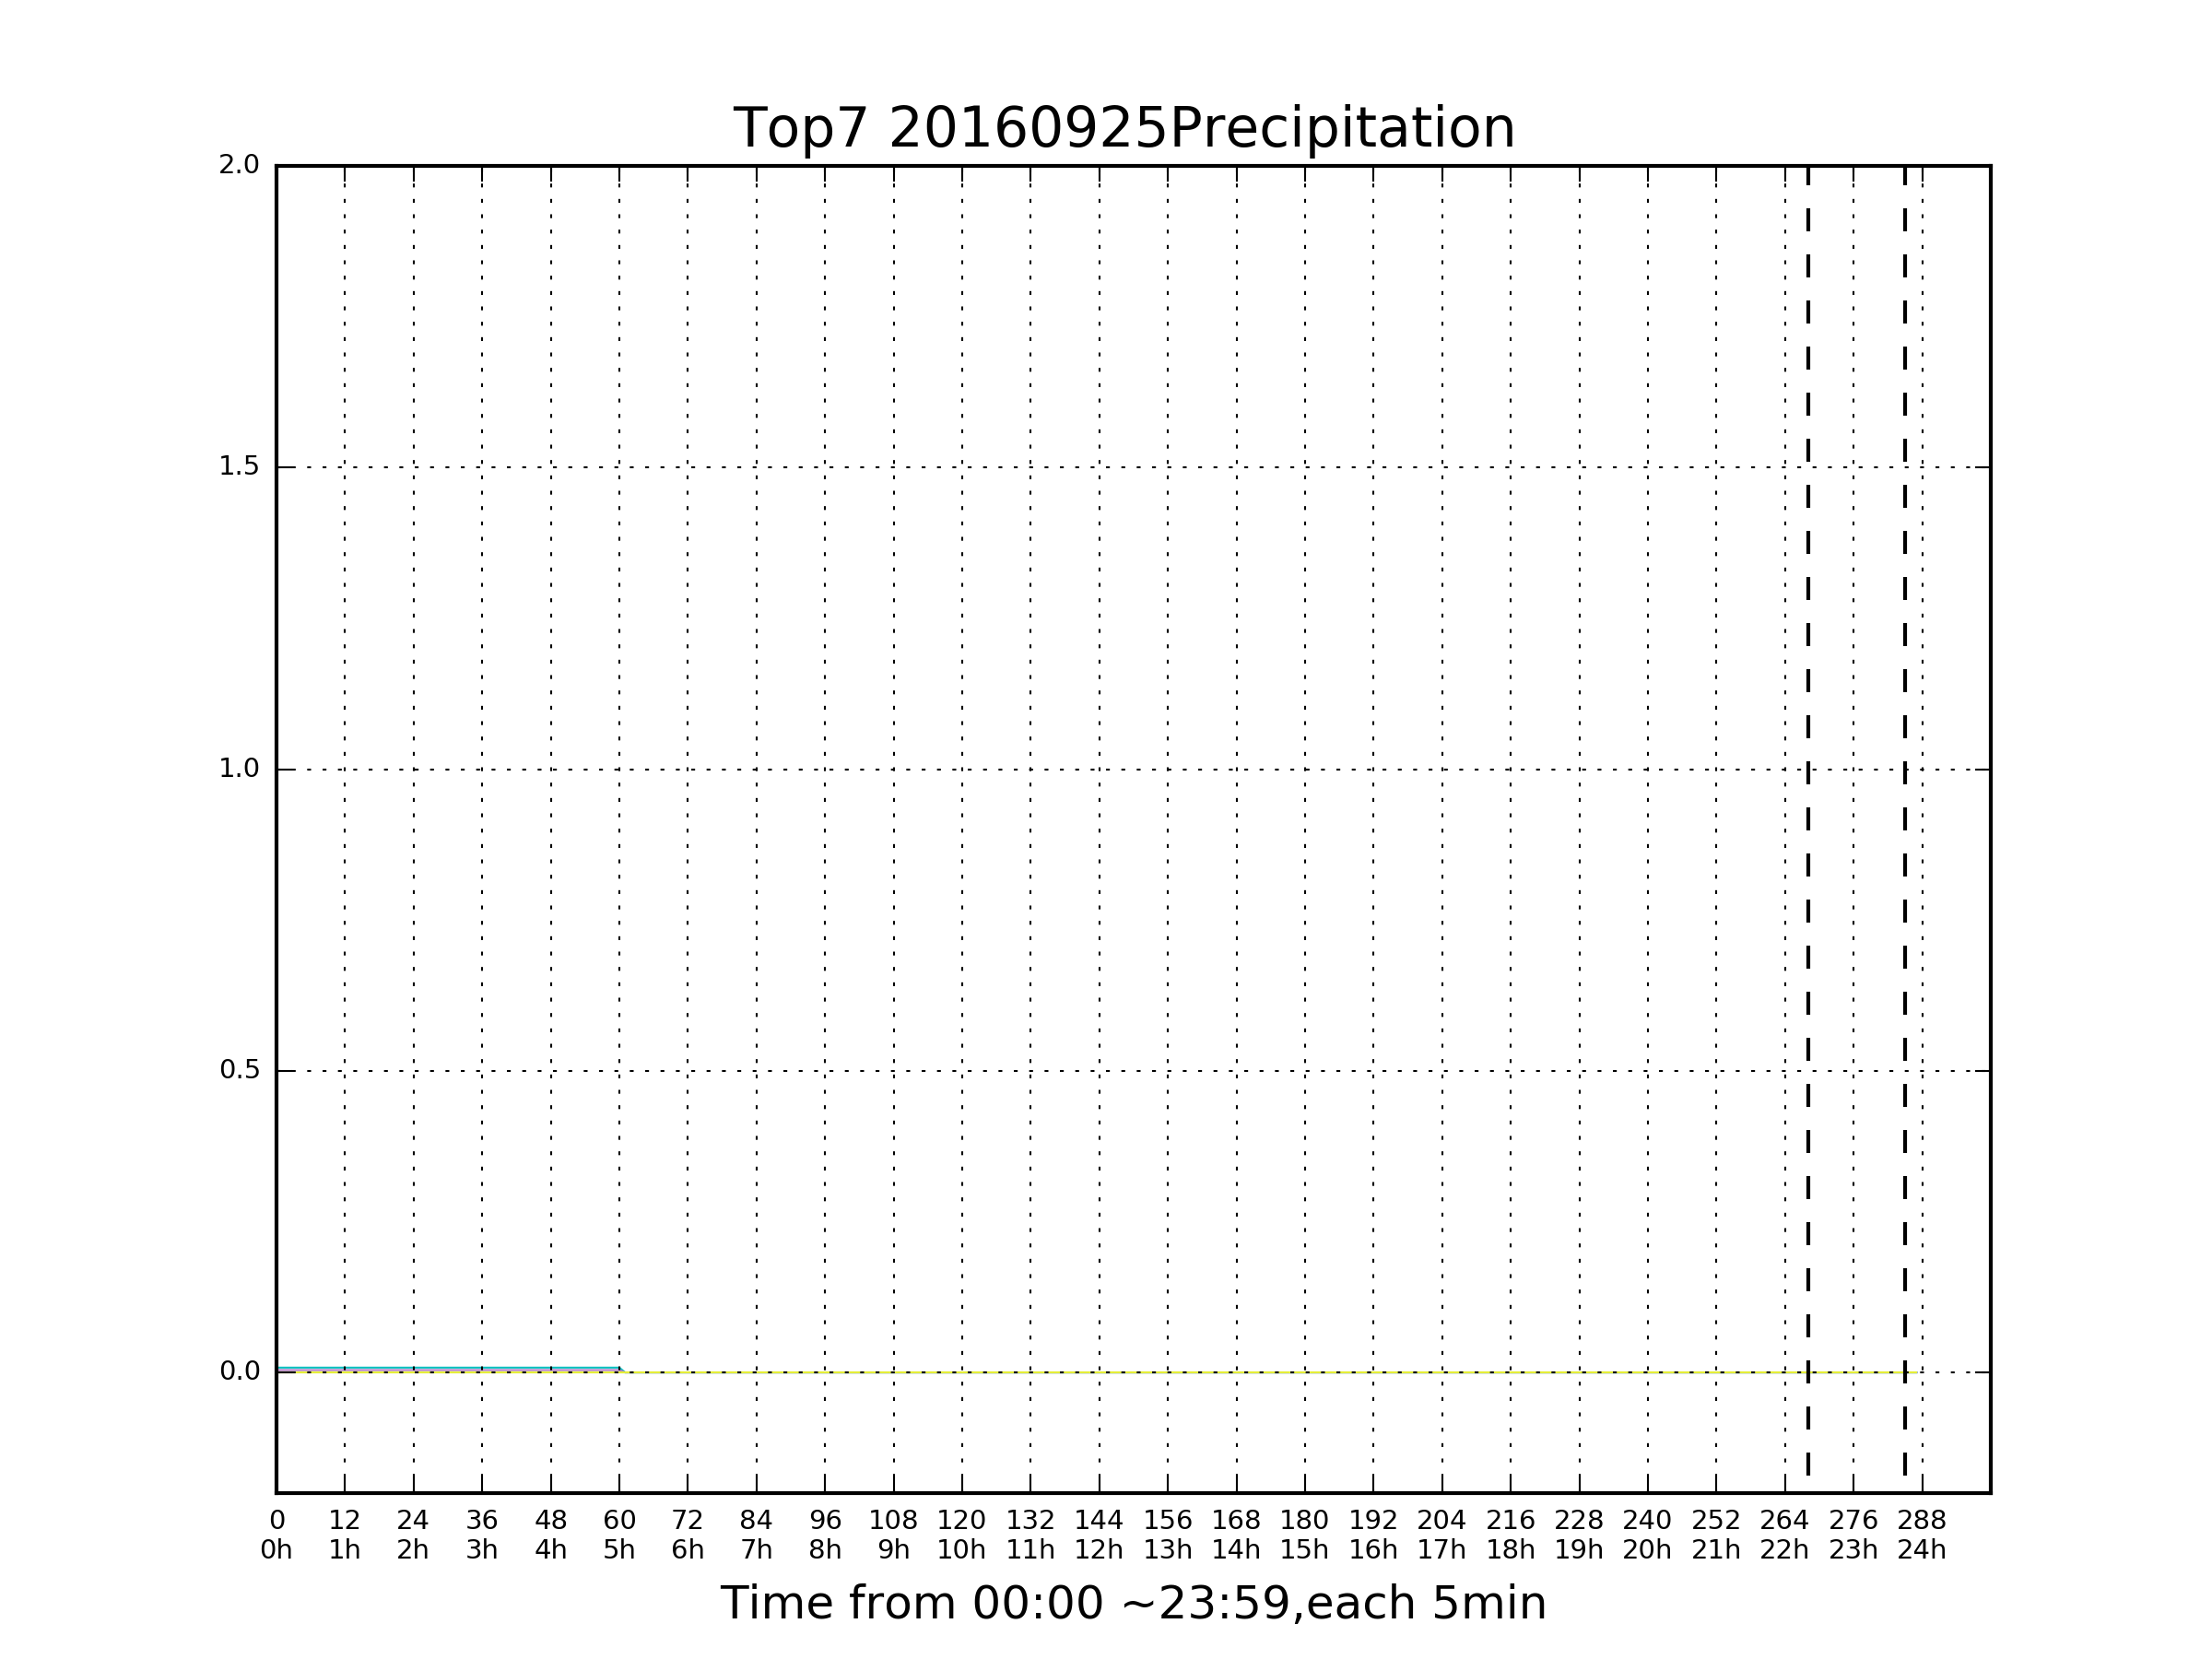 Top7 20160925Precipitation
2.0
1.5
1.0
0.5
0.0
0 12 24 36 48 60 72 84 96 108 120 132 144 156 168 180 192 204 216 228 240 252 264 276 288
0h 1h 2h 3h 4h 5h 6h 7h 8h 9h 10h 11h 12h 13h 14h 15h 16h 17h 18h 19h 20h 21h 22h 23h 24h
Time from 00:00 ~23:59,each 5min